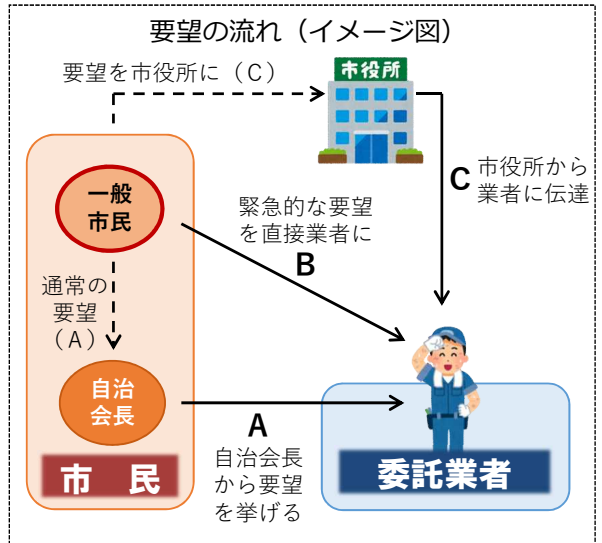 要望の流れ（イメージ図）
要望を市役所に（C）
市役所
C
市役所から
業者に伝達
一般
市民
緊急的な要望
を直接業者に
B
通常の
要望
（A）
自治
会長
A
自治会長
から要望
を挙げる
市　民
委託業者